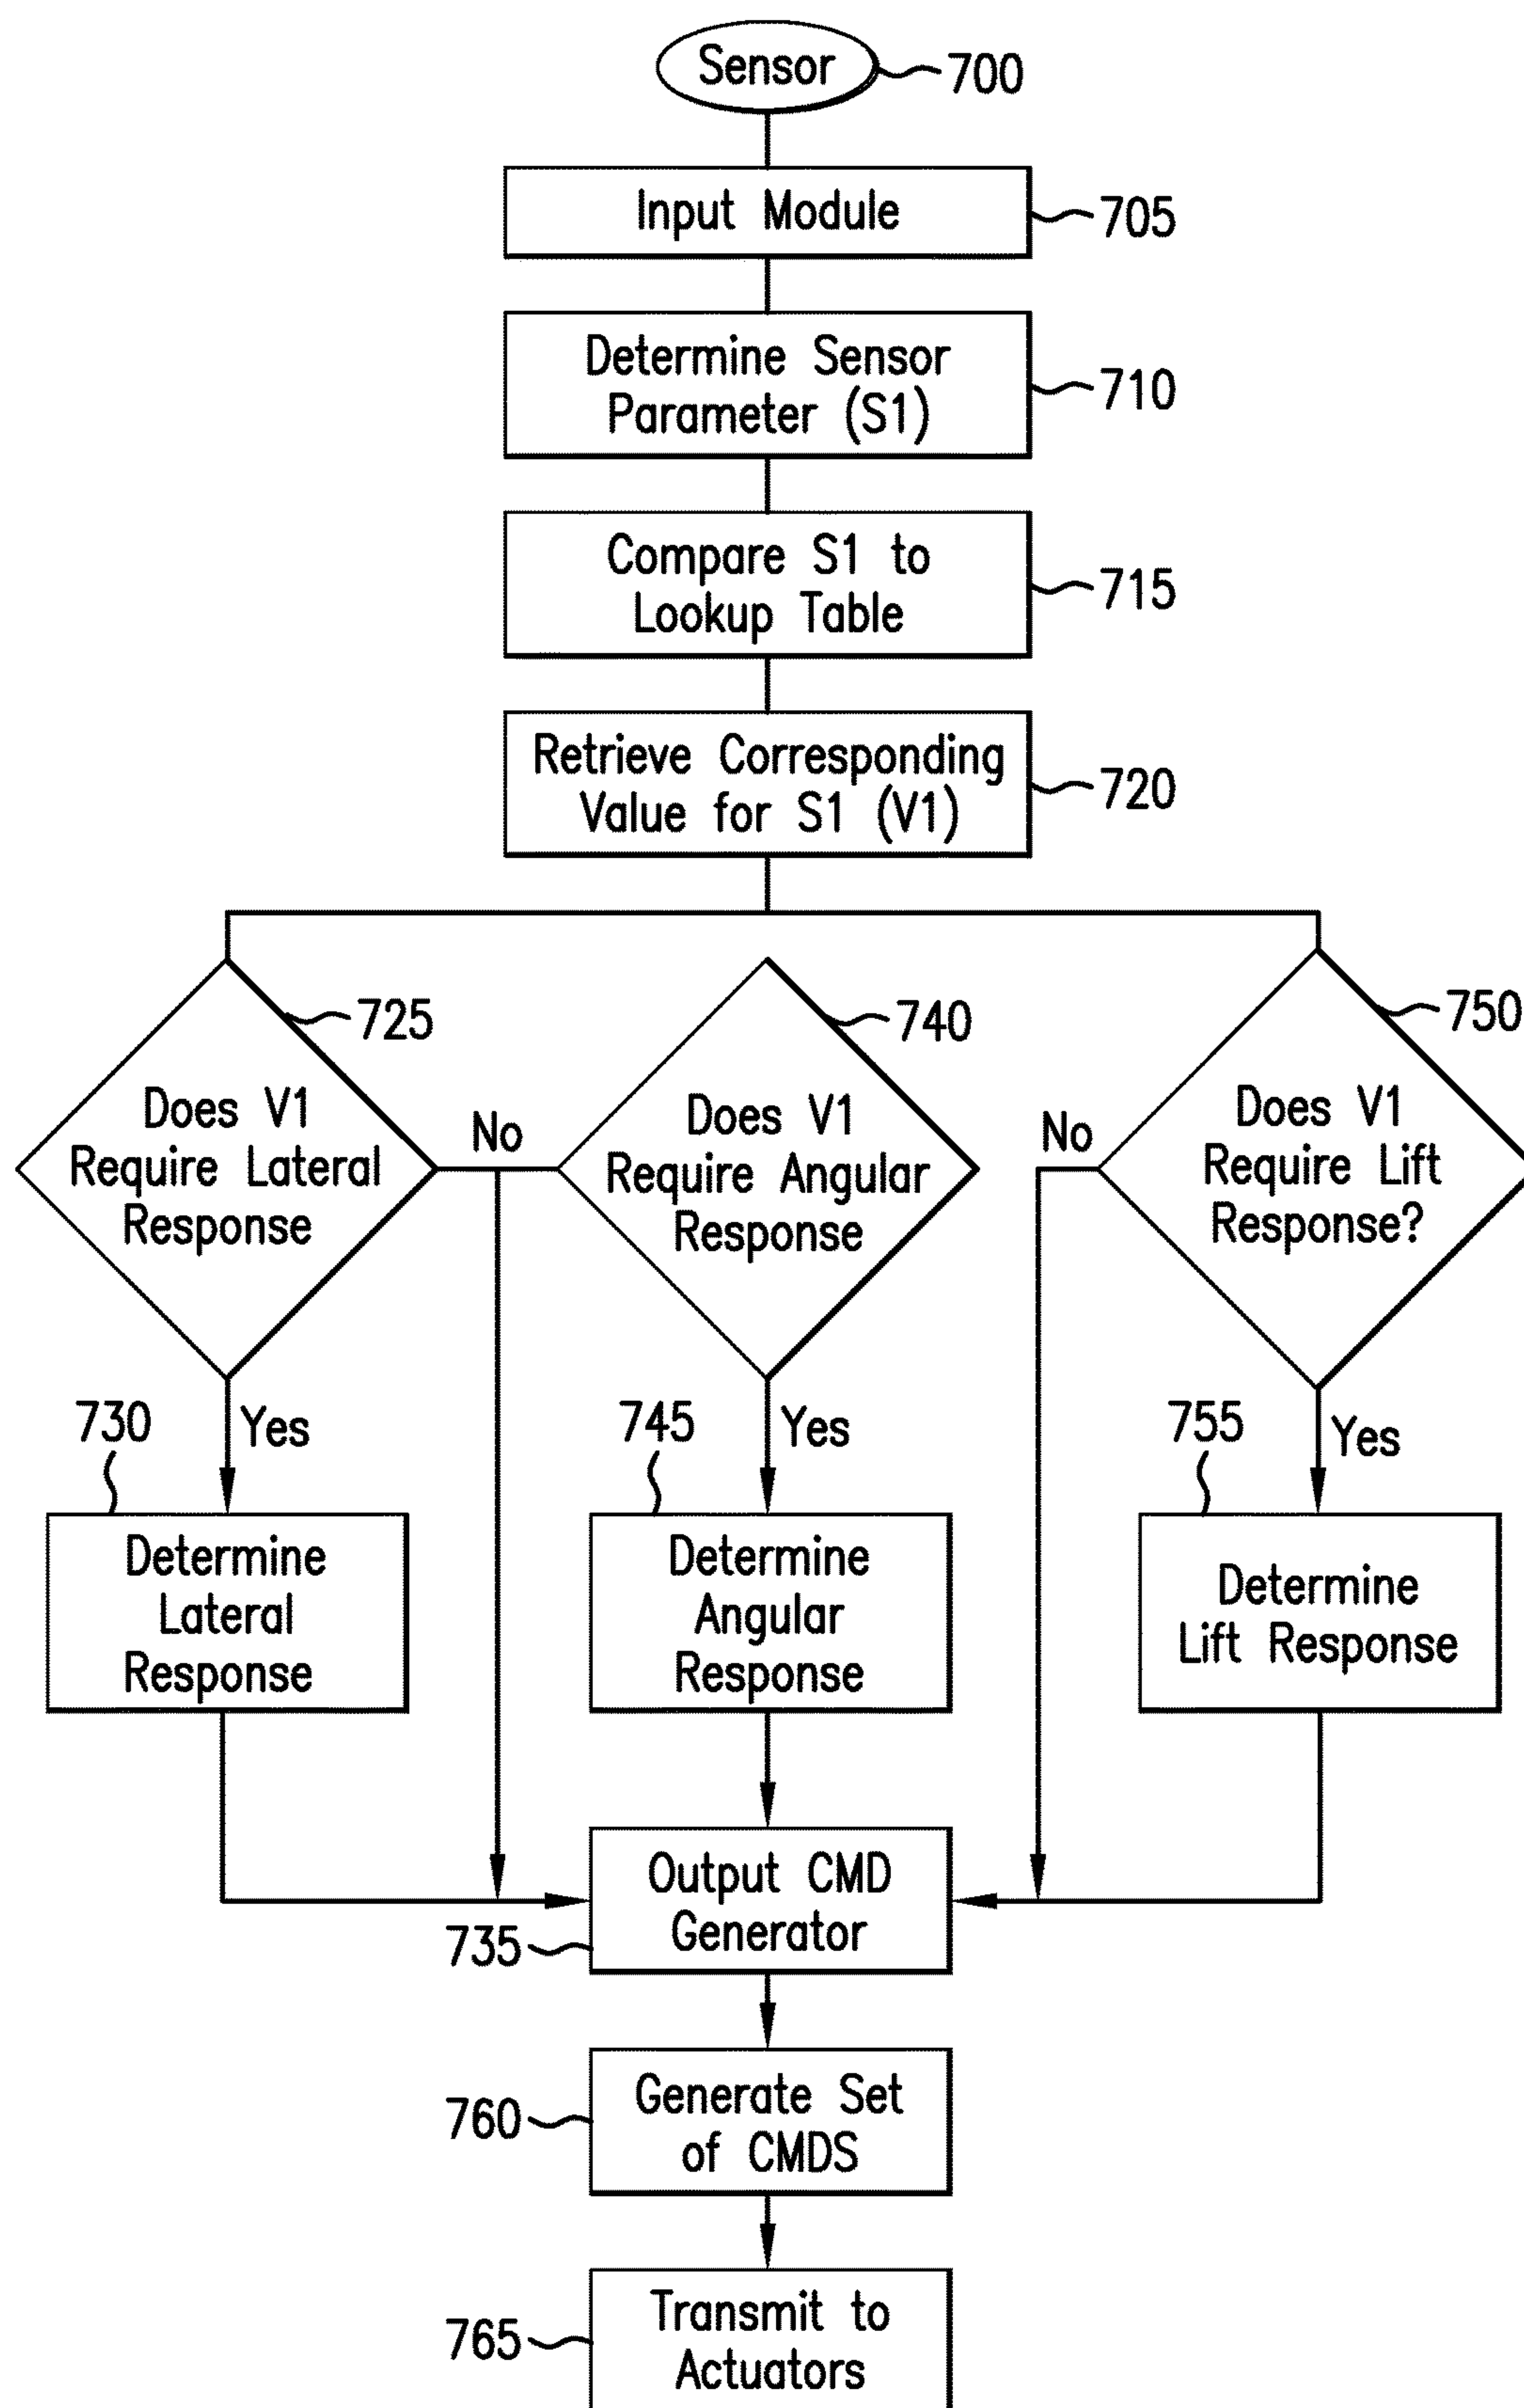 Sensor
700
Input Module
705
Determine Sensor
Parameter (S1)
710
Compare S1 to
Lookup Table
715
Retrieve Corresponding
Value for S1 (V1)
720
725
Does V1
Require Lateral
Response
No
740
Does V1
Require Angular
Response
No
750
Does V1
Require Lift
Response?
730
Yes
745
Yes
755
Yes
Determine
Lateral
Response
Determine
Angular
Response
Determine
Lift Response
Output CMD
Generator
735
Generate Set
of CMDS
760
Transmit to
Actuators
765